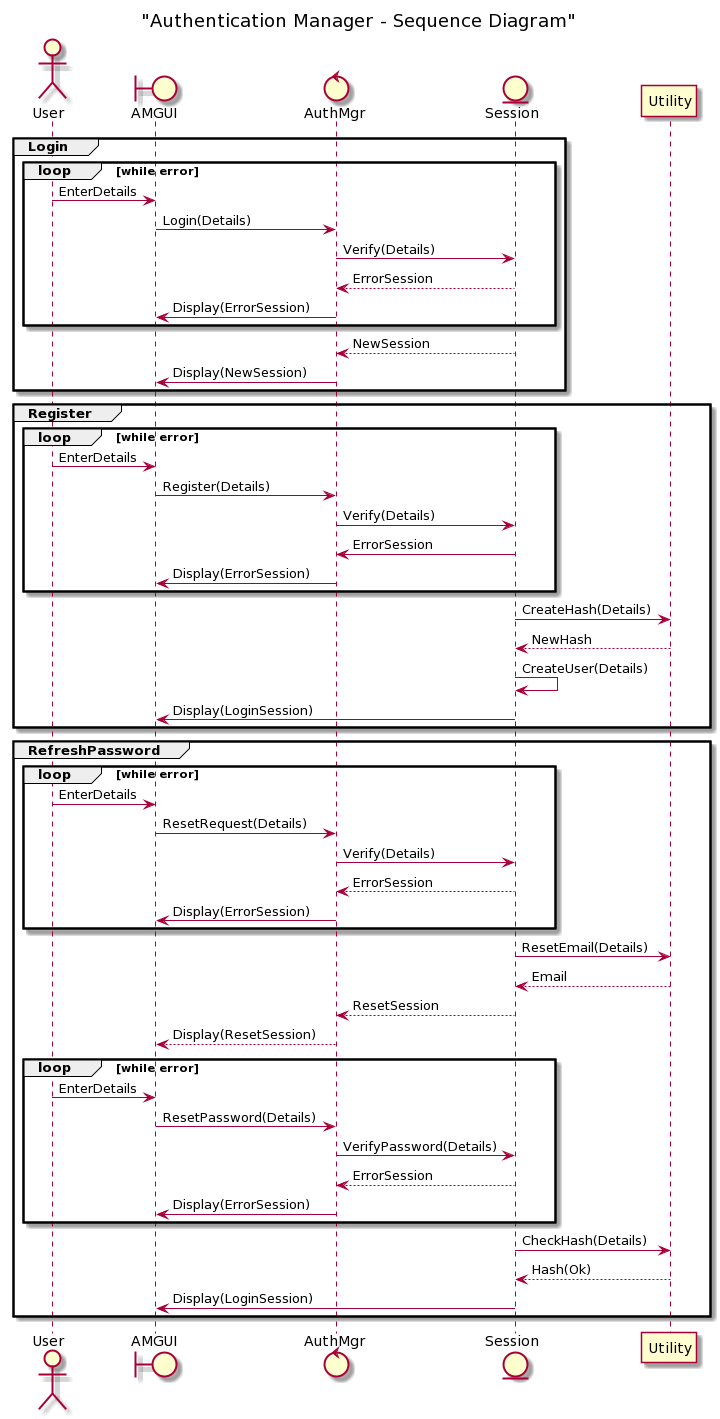 "Authentication Manager - Sequence Diagram"
User AMGUI AuthMgr Session Utility
Login
loop [while error]
EnterDetails
Login(Details)
Verify(Details)
ErrorSession
Display(ErrorSession)
NewSession
Display(NewSession)
Register
loop [while error]
EnterDetails
Register(Details)
Verify(Details)
ErrorSession
Display(ErrorSession)
CreateHash(Details)
NewHash
CreateUser(Details)
Display(LoginSession)
RefreshPassword
loop [while error]
EnterDetails
ResetRequest(Details)
Verify(Details)
ErrorSession
Display(ErrorSession)
ResetEmail(Details)
Email
ResetSession
Display(ResetSession)
loop [while error]
EnterDetails
ResetPassword(Details)
VerifyPassword(Details)
ErrorSession
Display(ErrorSession)
CheckHash(Details)
Hash(Ok)
Display(LoginSession)
User AMGUI AuthMgr Session Utility